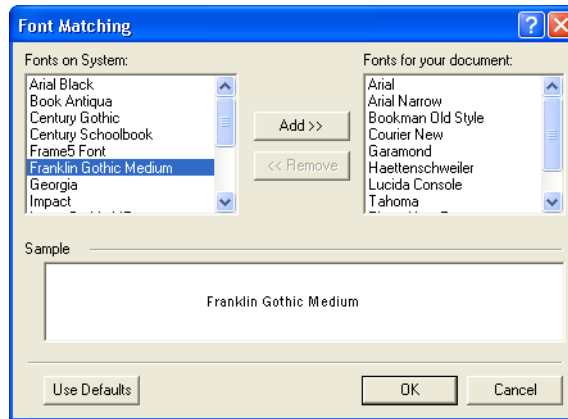 Font Matching
Fonts on System:
Arial Black
Book Antiqua
Century Gothic
Century Schoolbook
Frame5 Font
Franklin Gothic Medium
Georgia
Impact
Add >>
<< Remove
Fonts for your document:
Arial
Arial Narrow
Bookman Old Style
Courier New
Garamond
Haettenschweiler
Lucida Console
Tahoma
Sample
Franklin Gothic Medium
Use Defaults
OK
Cancel